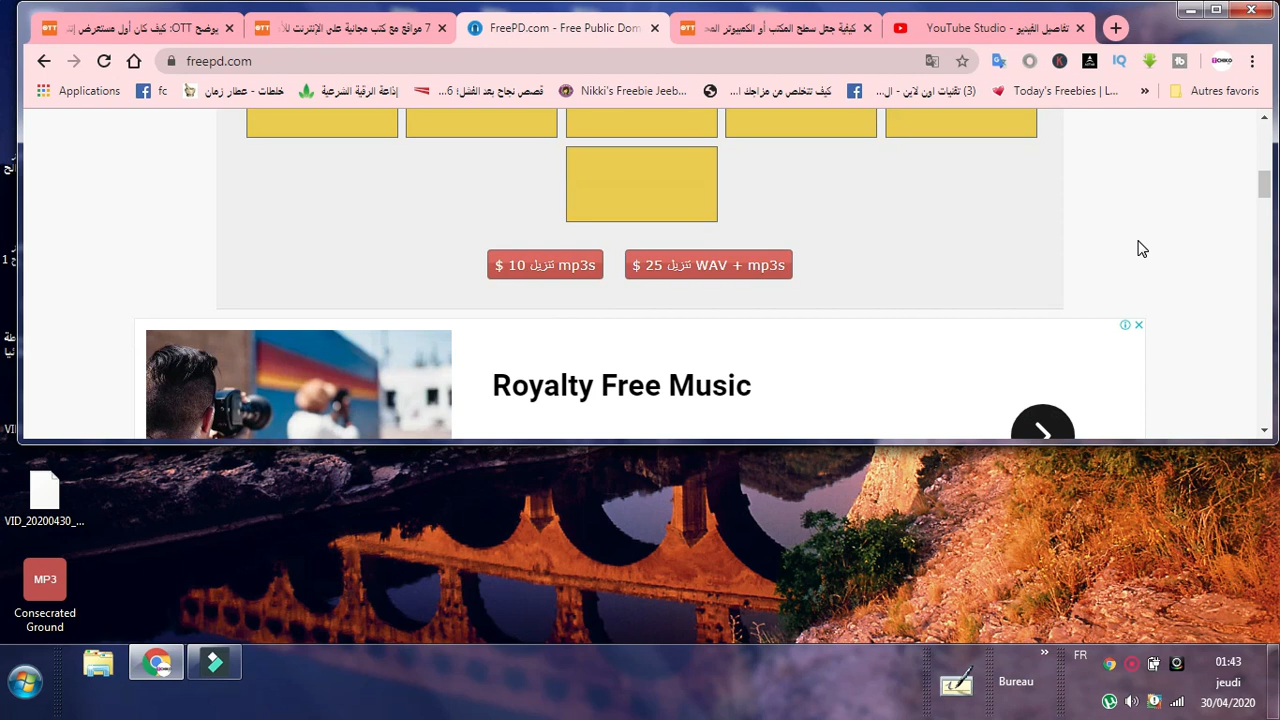 يوضح OTT: كيف كان أول مستعرض إنت
7 مواقع مع كتب مجانية على الإنترنت للأ
FreePD.com - Free Public Dom
كيفية جعل سطح المكتب أو الكمبيوتر المح
تفاصيل الفيديو - YouTube Studio
freepd.com
Applications
fc
خلطات - عطار زمان
إذاعة الرقية الشرعية
قصص نجاح بعد الفشل؛ 6...
Nikki's Freebie Jeeb...
كيف تتخلص من مزاجك ا...
(3) تقنيات اون لاين - ال...
Today's Freebies | L...
»
Autres favoris
$ 10 تنزيل mp3s
$ 25 تنزيل WAV + mp3s
Royalty Free Music
VID_20200430_...
MP3
Consecrated
Ground
FR
Bureau
01:43
jeudi
30/04/2020